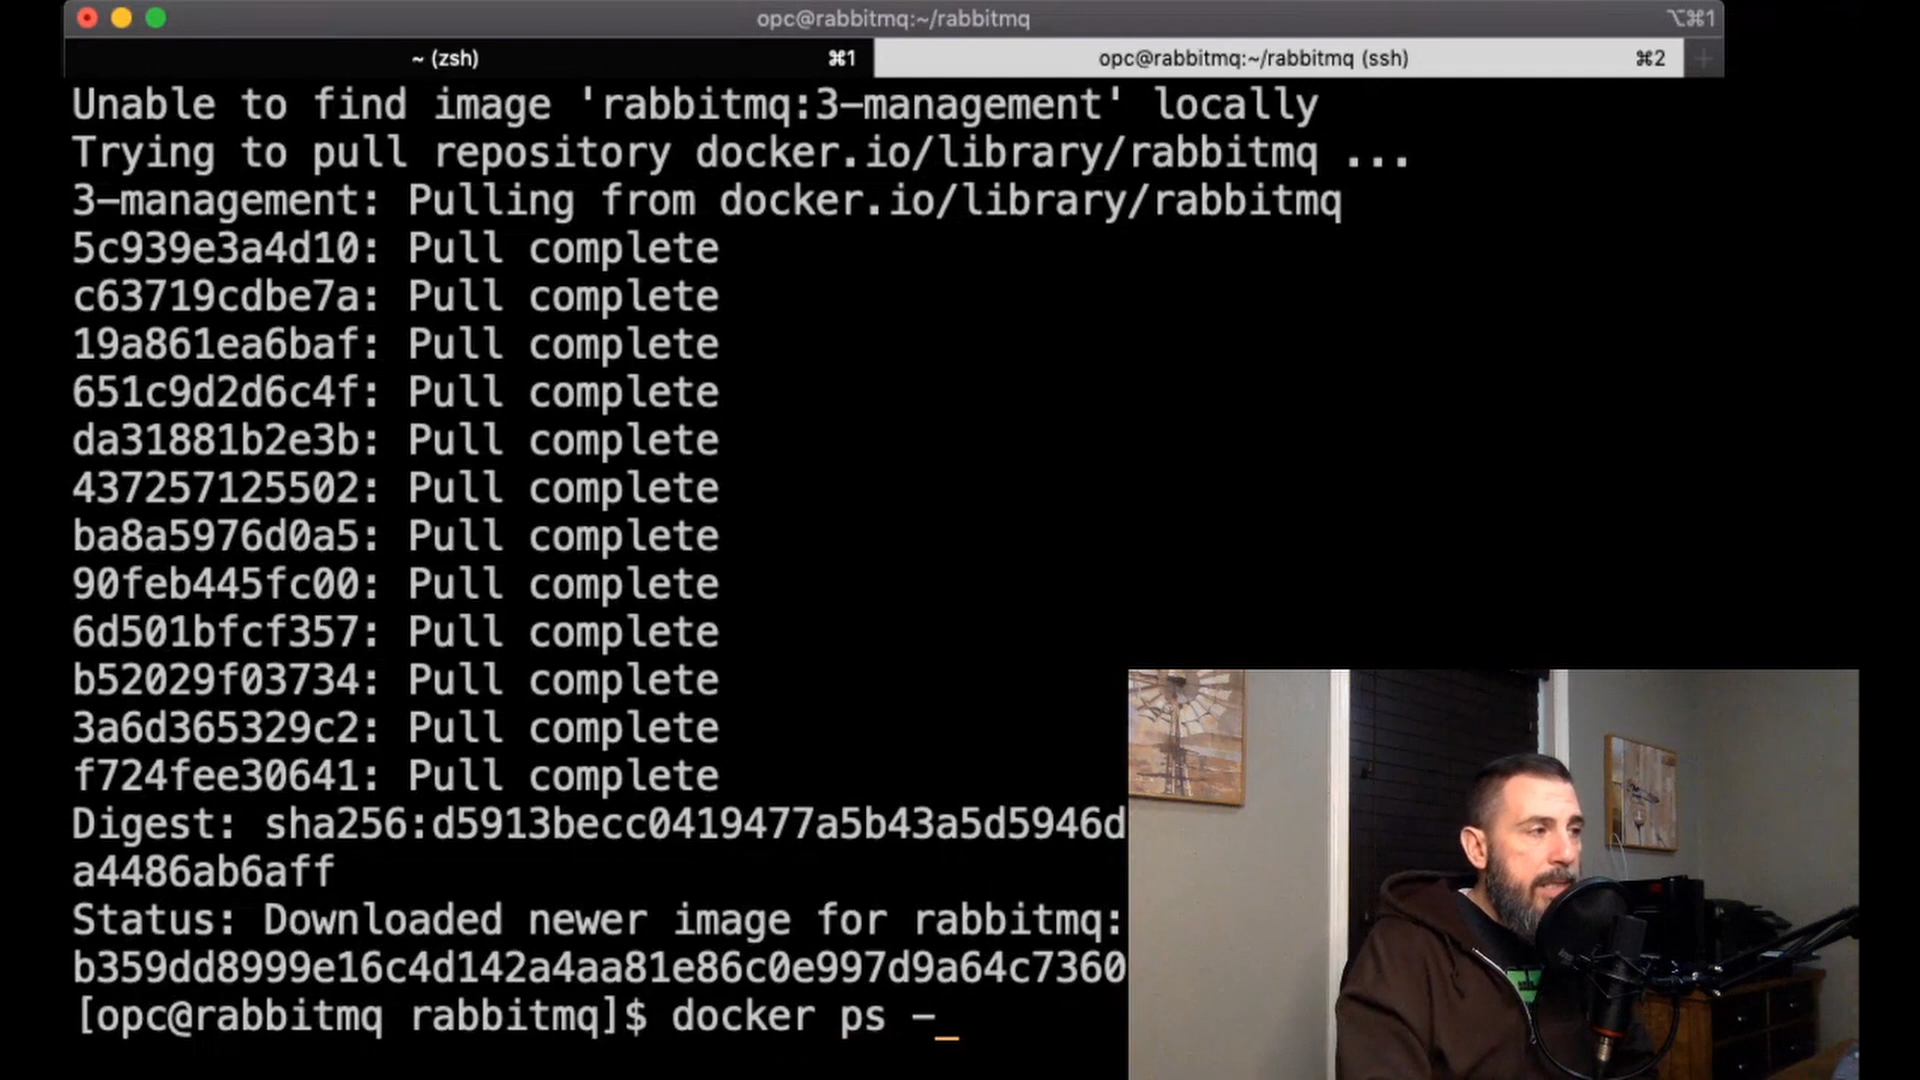 opc@rabbitmq:~/rabbitmq
⌥⌘1
~ (zsh)
⌘1
opc@rabbitmq:~/rabbitmq (ssh)
⌘2
+
Unable to find image 'rabbitmq:3-management' locally
Trying to pull repository docker.io/library/rabbitmq ...
3-management: Pulling from docker.io/library/rabbitmq
5c939e3a4d10: Pull complete
c63719cdbe7a: Pull complete
19a861ea6baf: Pull complete
651c9d2d6c4f: Pull complete
da31881b2e3b: Pull complete
437257125502: Pull complete
ba8a5976d0a5: Pull complete
90feb445fc00: Pull complete
6d501bfcf357: Pull complete
b52029f03734: Pull complete
3a6d365329c2: Pull complete
f724fee30641: Pull complete
Digest: sha256:d5913becc0419477a5b43a5d5946d
a4486ab6aff
Status: Downloaded newer image for rabbitmq:
b359dd8999e16c4d142a4aa81e86c0e997d9a64c7360
[opc@rabbitmq rabbitmq]$ docker ps -_